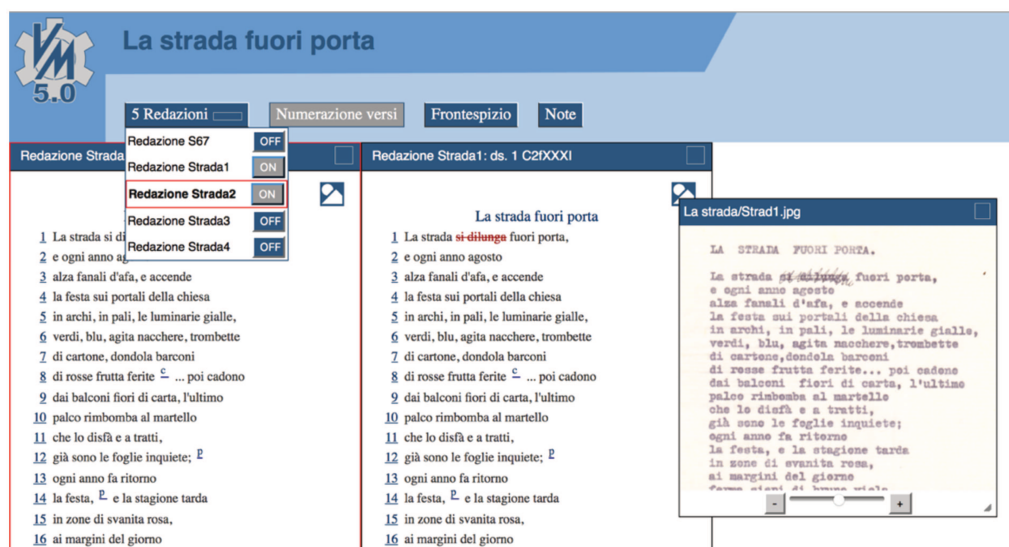 VM
5.0
La strada fuori porta
5 Redazioni
Numerazione versi
Frontespizio
Note
Redazione S67 OFF
Redazione Strada1 ON
Redazione Strada2 ON
Redazione Strada3 OFF
Redazione Strada4 OFF
Redazione Strada
1 La strada si di
2 e ogni anno ag
3 alza fanali d'afa, e accende
4 la festa sui portali della chiesa
5 in archi, in pali, le luminarie gialle,
6 verdi, blu, agita nacchere, trombette
7 di cartone, dondola barconi
8 di rosse frutta ferite c ... poi cadono
9 dai balconi fiori di carta, l'ultimo
10 palco rimbomba al martello
11 che lo disfà e a tratti,
12 già sono le foglie inquiete; p
13 ogni anno fa ritorno
14 la festa, p e la stagione tarda
15 in zone di svanita rosa,
16 ai margini del giorno
Redazione Strada1: ds. 1 C2fXXXI
La strada fuori porta
1 La strada si dilunga fuori porta,
2 e ogni anno agosto
3 alza fanali d'afa, e accende
4 la festa sui portali della chiesa
5 in archi, in pali, le luminarie gialle,
6 verdi, blu, agita nacchere, trombette
7 di cartone, dondola barconi
8 di rosse frutta ferite c ... poi cadono
9 dai balconi fiori di carta, l'ultimo
10 palco rimbomba al martello
11 che lo disfà e a tratti,
12 già sono le foglie inquiete; p
13 ogni anno fa ritorno
14 la festa, p e la stagione tarda
15 in zone di svanita rosa,
16 ai margini del giorno
La strada/Strad1.jpg
LA STRADA FUORI PORTA.
La strada si dilunga fuori porta,
e ogni anno agosto
alza fanali d'afa, e accende
la festa sui portali della chiesa
in archi, in pali, le luminarie gialle,
verdi, blu, agita nacchere,trombette
di cartone,dondola barconi
di rosse frutta ferite... poi cadono
dai balconi fiori di carta, l'ultimo
palco rimbomba al martello
che lo disfà e a tratti,
già sono le foglie inquiete;
ogni anno fa ritorno
la festa, e la stagione tarda
in zone di svanita rosa,
ai margini del giorno
- +